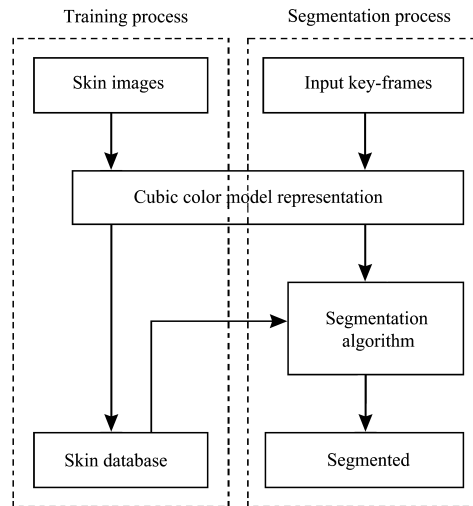 Training process
Segmentation process
Skin images
Input key-frames
Cubic color model representation
Segmentation
algorithm
Skin database
Segmented